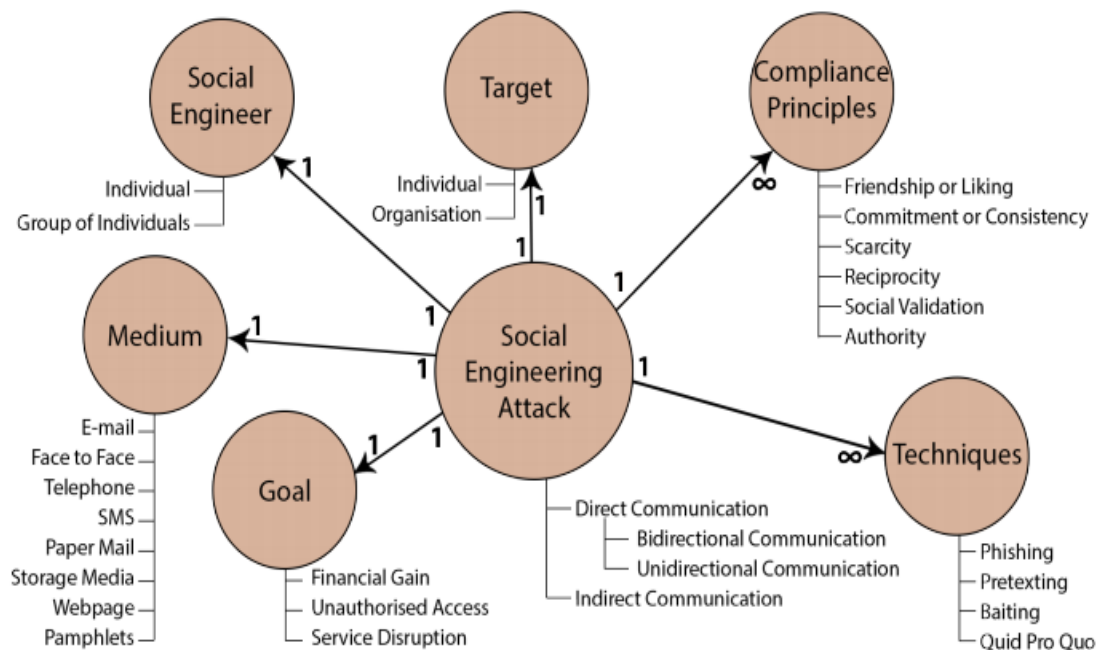 Social
Engineer
1
Individual
Group of Individuals
Target
Individual
Organisation
1
1
Compliance
Principles
∞
1
Friendship or Liking
Commitment or Consistency
Scarcity
Reciprocity
Social Validation
Authority
Medium
1
1
1
E-mail
Face to Face
Telephone
SMS
Paper Mail
Storage Media
Webpage
Pamphlets
Social
Engineering
Attack
Direct Communication
Bidirectional Communication
Unidirectional Communication
Indirect Communication
Goal
1
1
Financial Gain
Unauthorised Access
Service Disruption
1
∞
Techniques
Phishing
Pretexting
Baiting
Quid Pro Quo